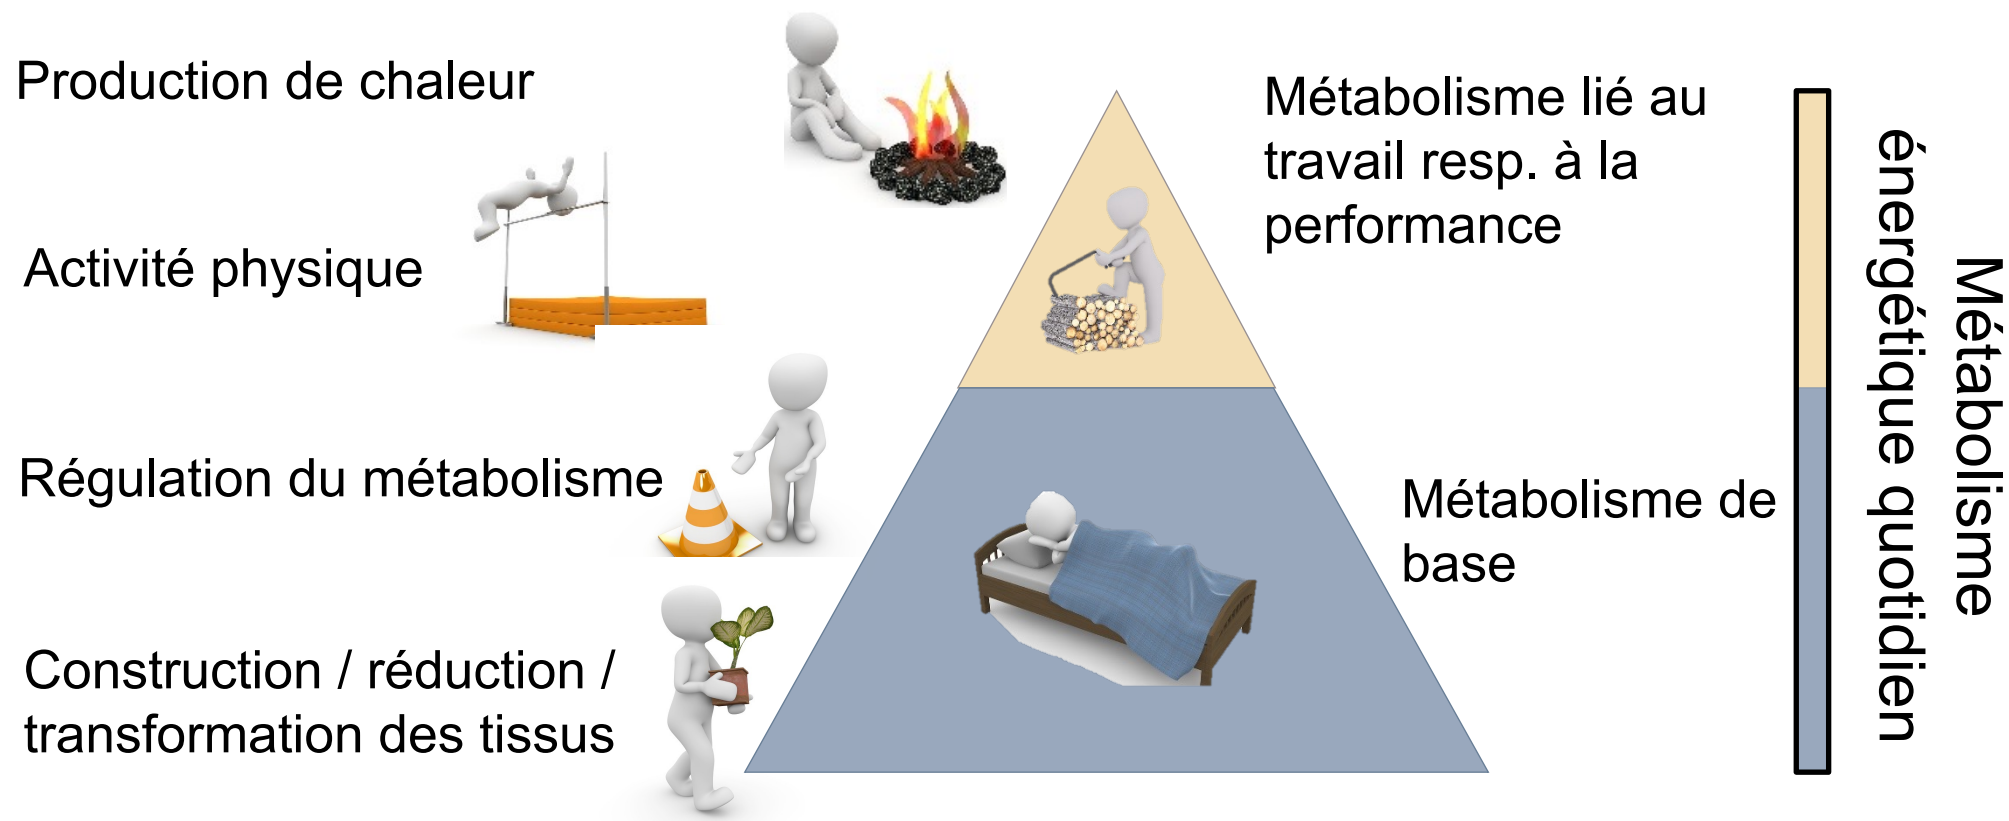 Production de chaleur
Activité physique
Régulation du métabolisme
Construction / réduction /
transformation des tissus
Métabolisme lié au
travail resp. à la
performance
Métabolisme de
base
Métabolisme
énergétique quotidien